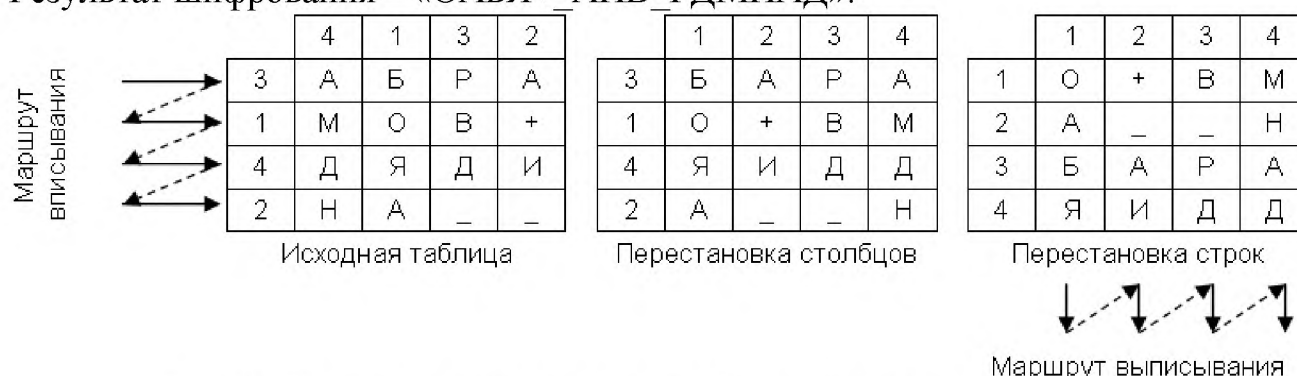 4 1 3 2
3 А Б Р А
1 М О В +
4 Д Я Д И
2 Н А _ _
Исходная таблица
1 2 3 4
3 Б А Р А
1 О + В М
4 Я И Д Д
2 А _ _ Н
Перестановка столбцов
1 2 3 4
1 О + В М
2 А _ _ Н
3 Б А Р А
4 Я И Д Д
Перестановка строк
Маршрут
вписывания
Маршрут выписывания